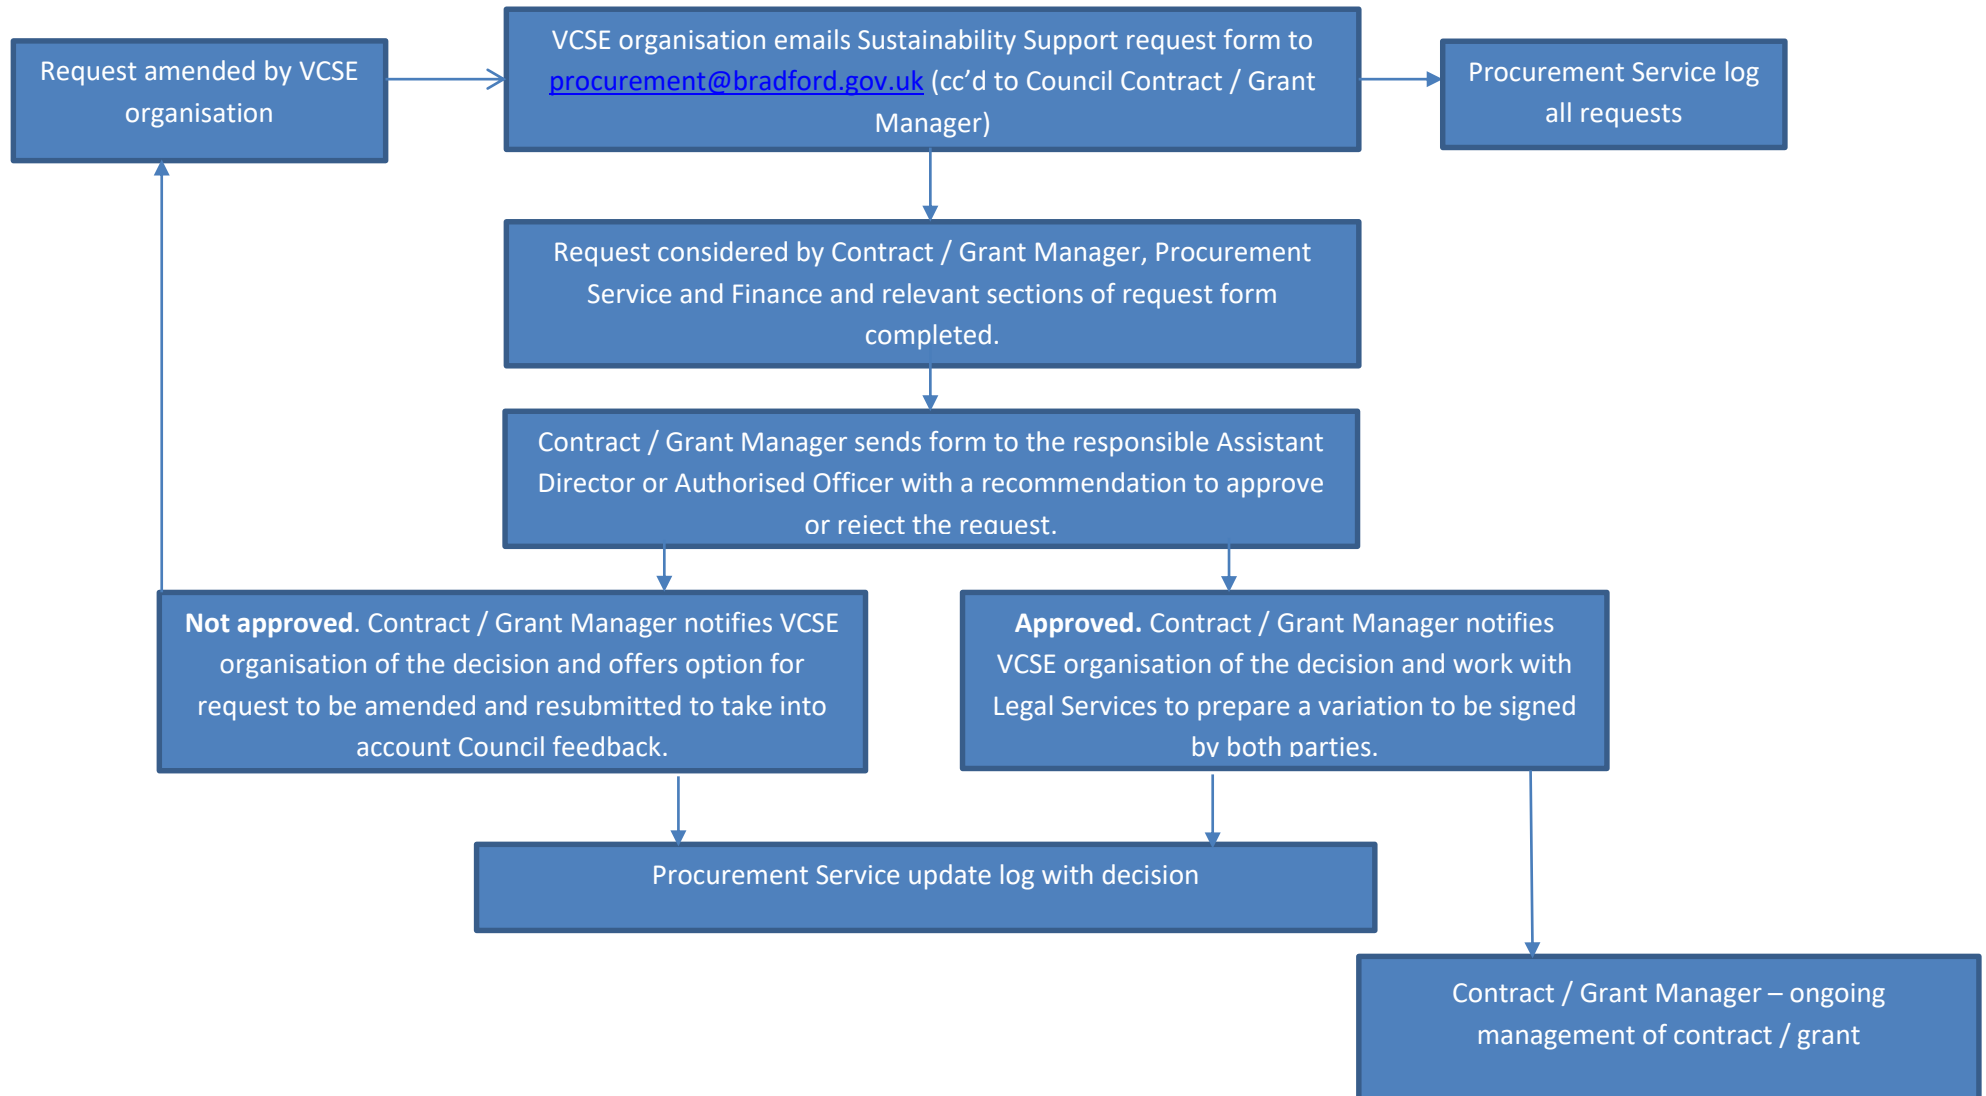 Request amended by VCSE
organisation
VCSE organisation emails Sustainability Support request form to
procurement@bradford.gov.uk (cc’d to Council Contract / Grant
Manager)
Procurement Service log
all requests
Request considered by Contract / Grant Manager, Procurement
Service and Finance and relevant sections of request form
completed.
Contract / Grant Manager sends form to the responsible Assistant
Director or Authorised Officer with a recommendation to approve
or reject the request.
Not approved. Contract / Grant Manager notifies VCSE
organisation of the decision and offers option for
request to be amended and resubmitted to take into
account Council feedback.
Approved. Contract / Grant Manager notifies
VCSE organisation of the decision and work with
Legal Services to prepare a variation to be signed
by both parties.
Procurement Service update log with decision
Contract / Grant Manager – ongoing
management of contract / grant